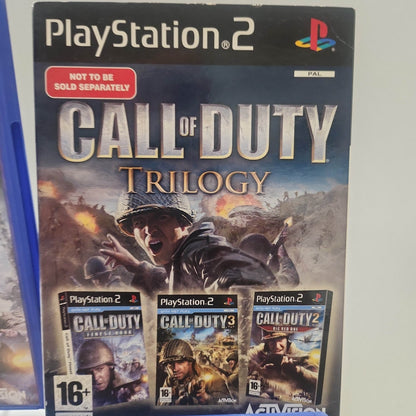 PlayStation®2
PAL
NOT TO BE
SOLD SEPARATELY
CALL OF DUTY
TRILOGY
PlayStation 2
PlayStation 2
PlayStation 2
CALL OF DUTY
FINEST HOUR
CALL OF DUTY 3
CALL OF DUTY 2
BIG RED ONE
16+
16+
16+
ACTIVISION
ACTIVISION